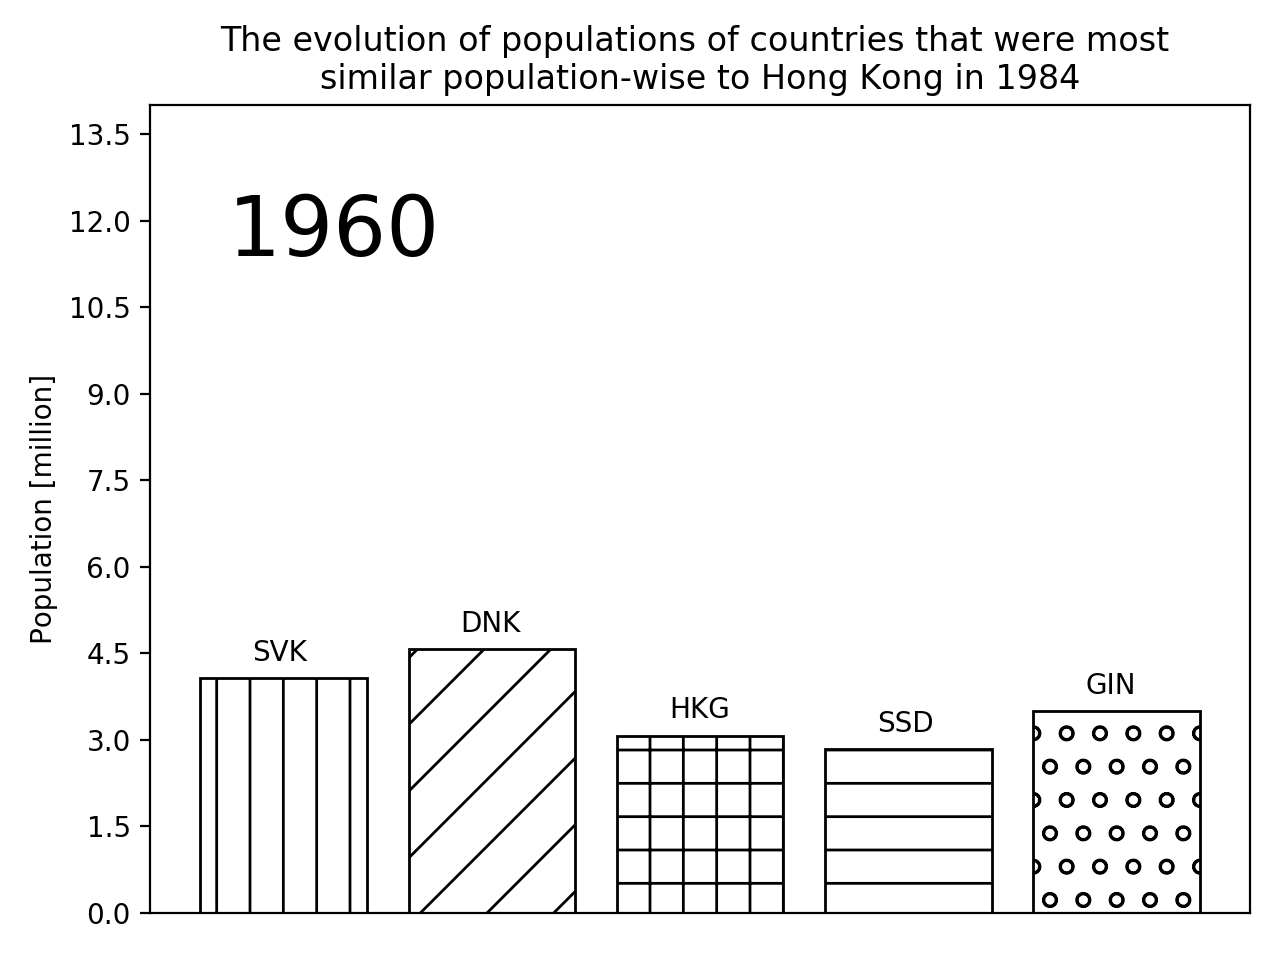 The evolution of populations of countries that were most
similar population-wise to Hong Kong in 1984
13.5
12.0
10.5
9.0
7.5
6.0
4.5
3.0
1.5
0.0
Population [million]
1960
SVK
DNK
HKG
SSD
GIN